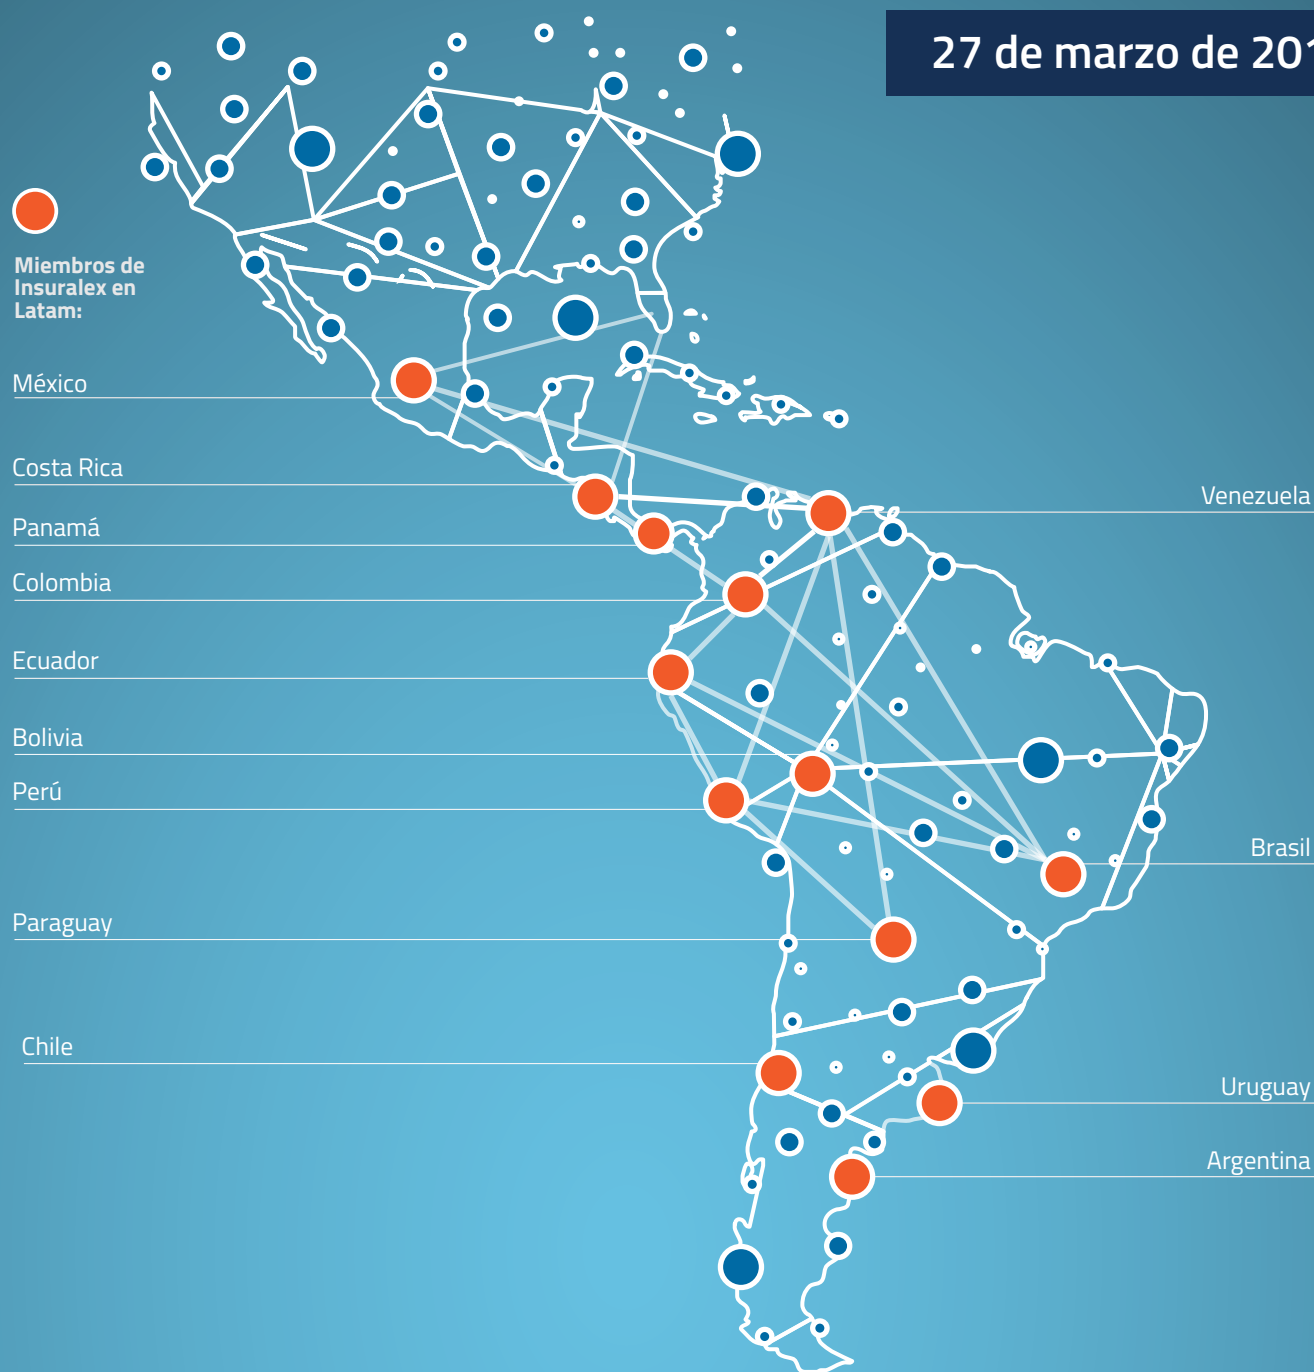 27 de marzo de 201
Miembros de
Insuralex en
Latam:
México
Costa Rica
Panamá
Colombia
Ecuador
Bolivia
Perú
Paraguay
Chile
Venezuela
Brasil
Uruguay
Argentina